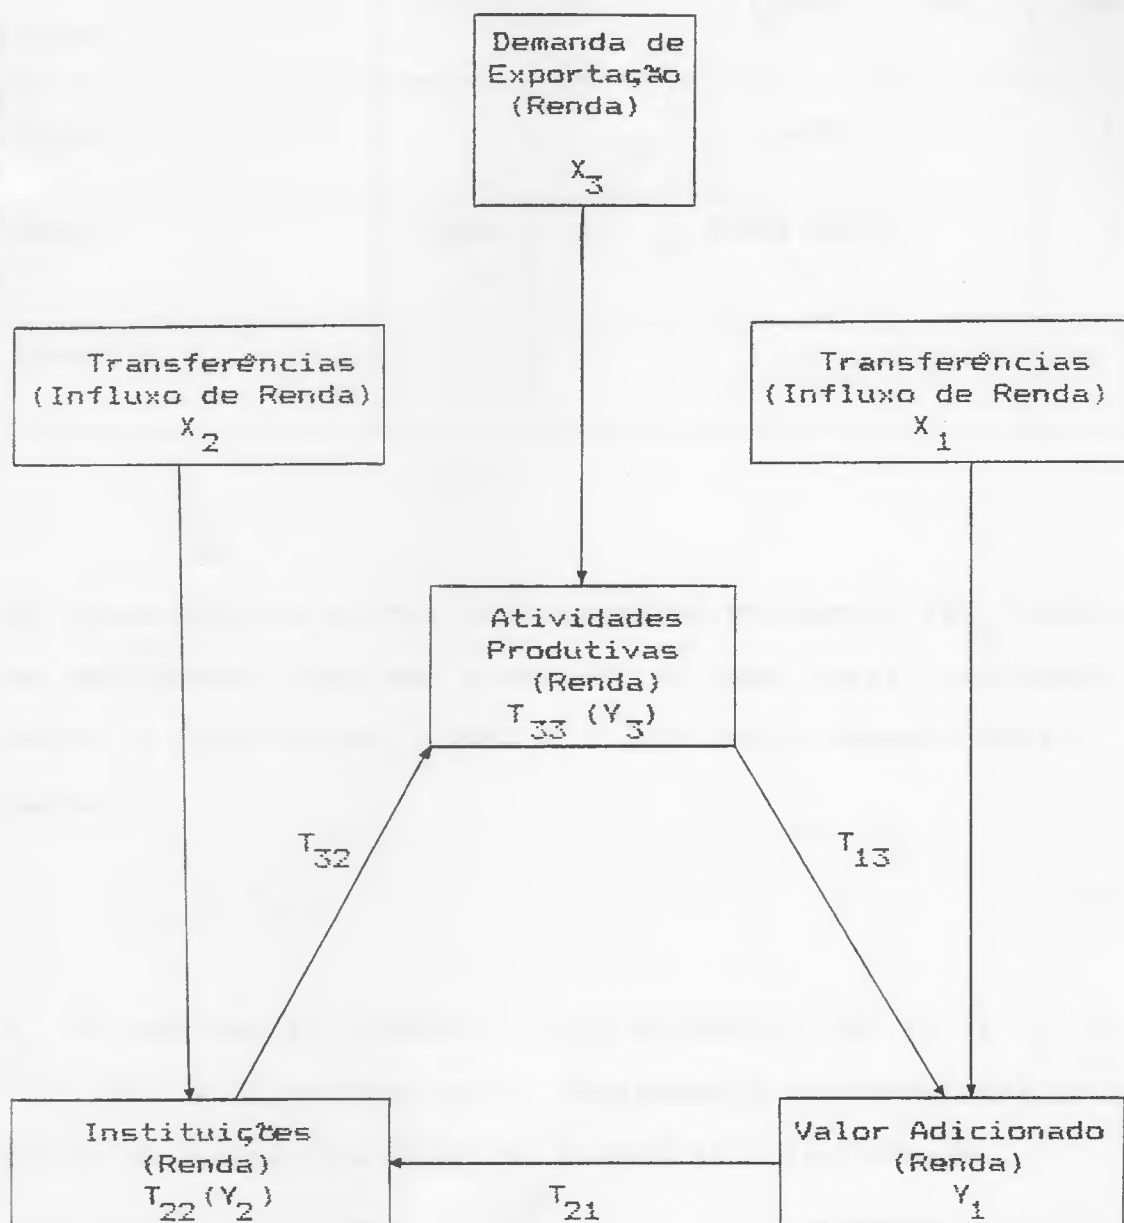 Demanda de
Exportação
(Renda)
X3
Transferências
(Influxo de Renda)
X2
Transferências
(Influxo de Renda)
X1
Atividades
Produtivas
(Renda)
T33 (Y3)
T32
T13
Instituições
(Renda)
T22 (Y2)
T21
Valor Adicionado
(Renda)
Y1